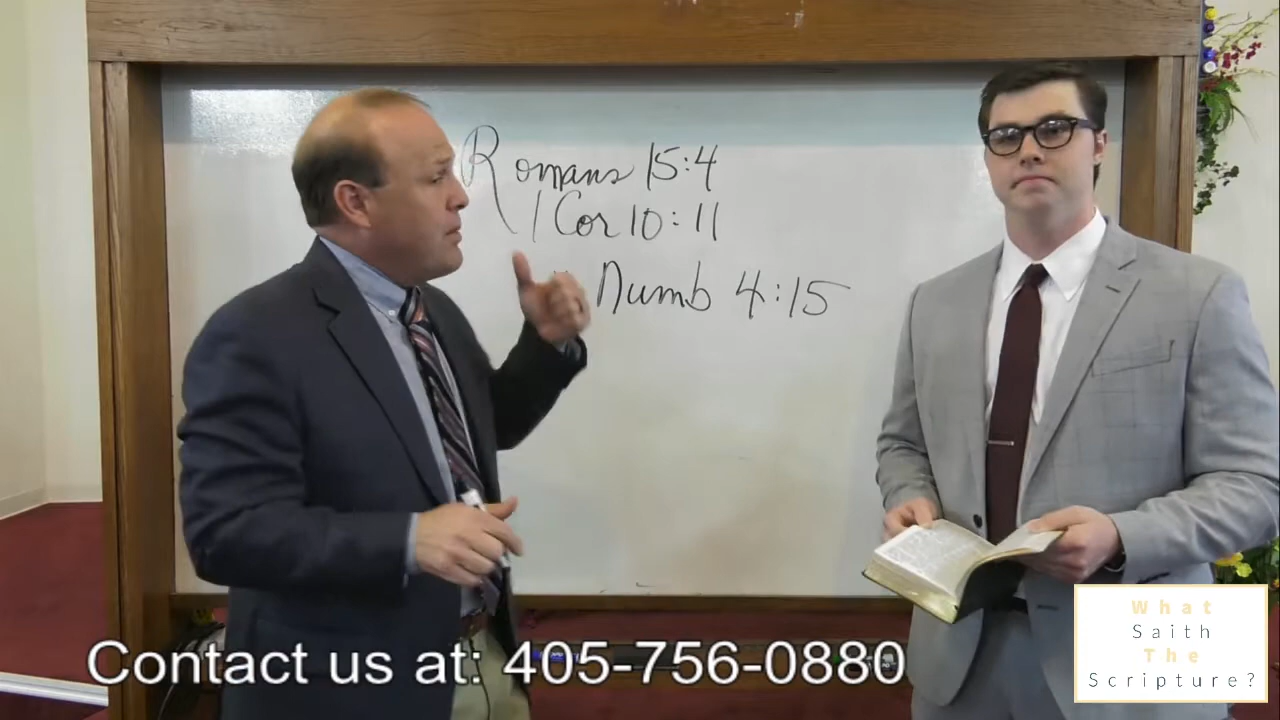 Romans 15:4
1 Cor 10:11
" Numb 4:15
Contact us at: 405-756-0880
What
Saith
The
Scripture?